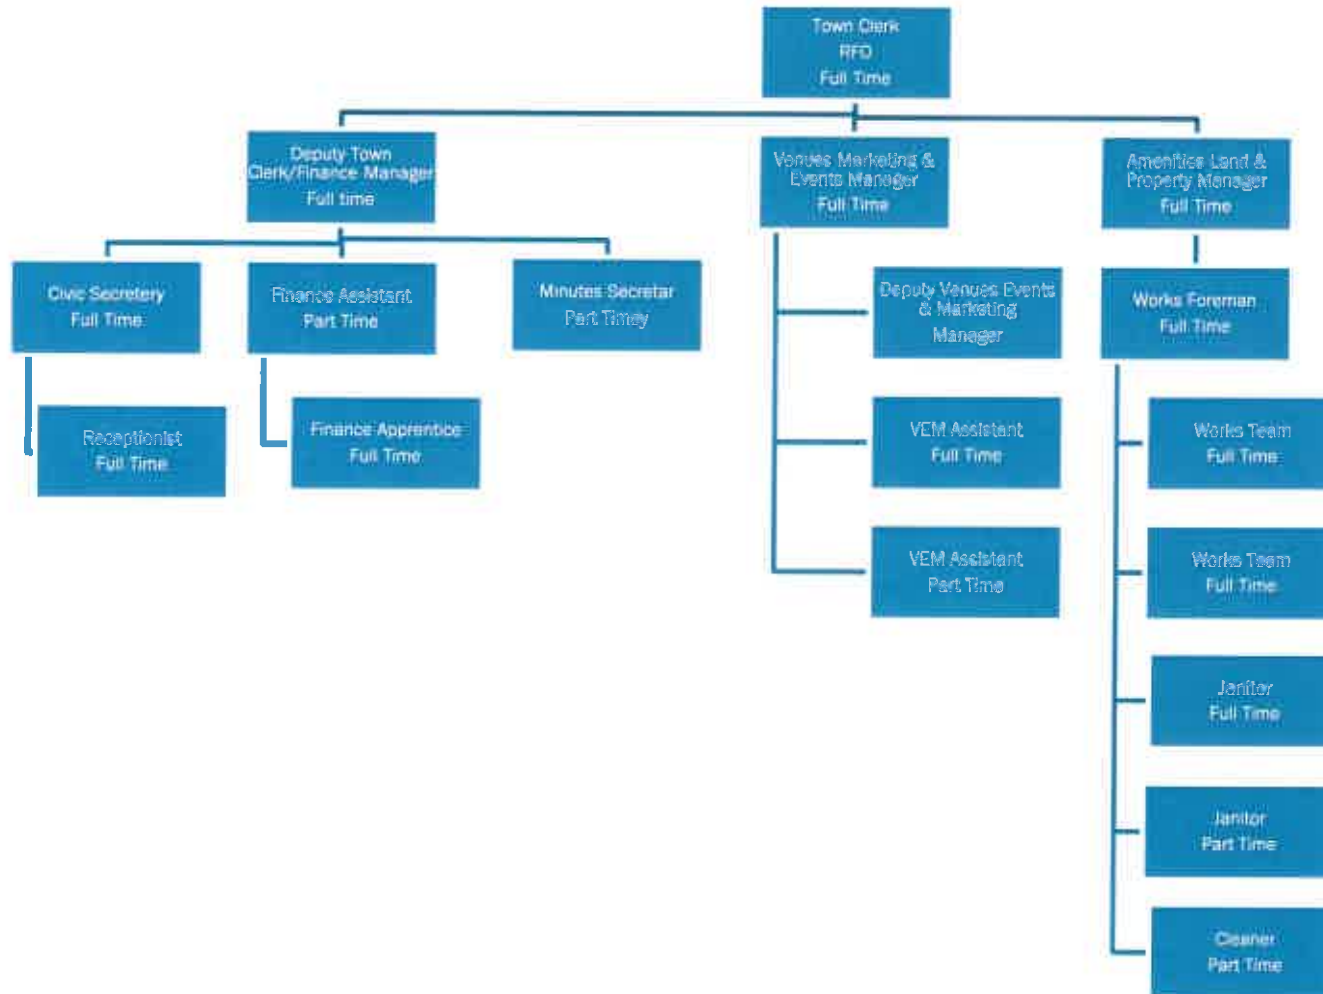 Town Clerk
RFO
Full Time
Deputy Town
Clerk/Finance Manager
Full time
Venues Marketing &
Events Manager
Full Time
Amenities Land &
Property Manager
Full Time
Civic Secretery
Full Time
Finance Assistant
Part Time
Minutes Secretar
Part Timey
Deputy Venues Events
& Marketing
Manager
Works Foreman
Full Time
Receptionist
Full Time
Finance Apprentice
Full Time
VEM Assistant
Full Time
Works Team
Full Time
VEM Assistant
Part Time
Works Team
Full Time
Janitor
Full Time
Janitor
Part Time
Cleaner
Part Time